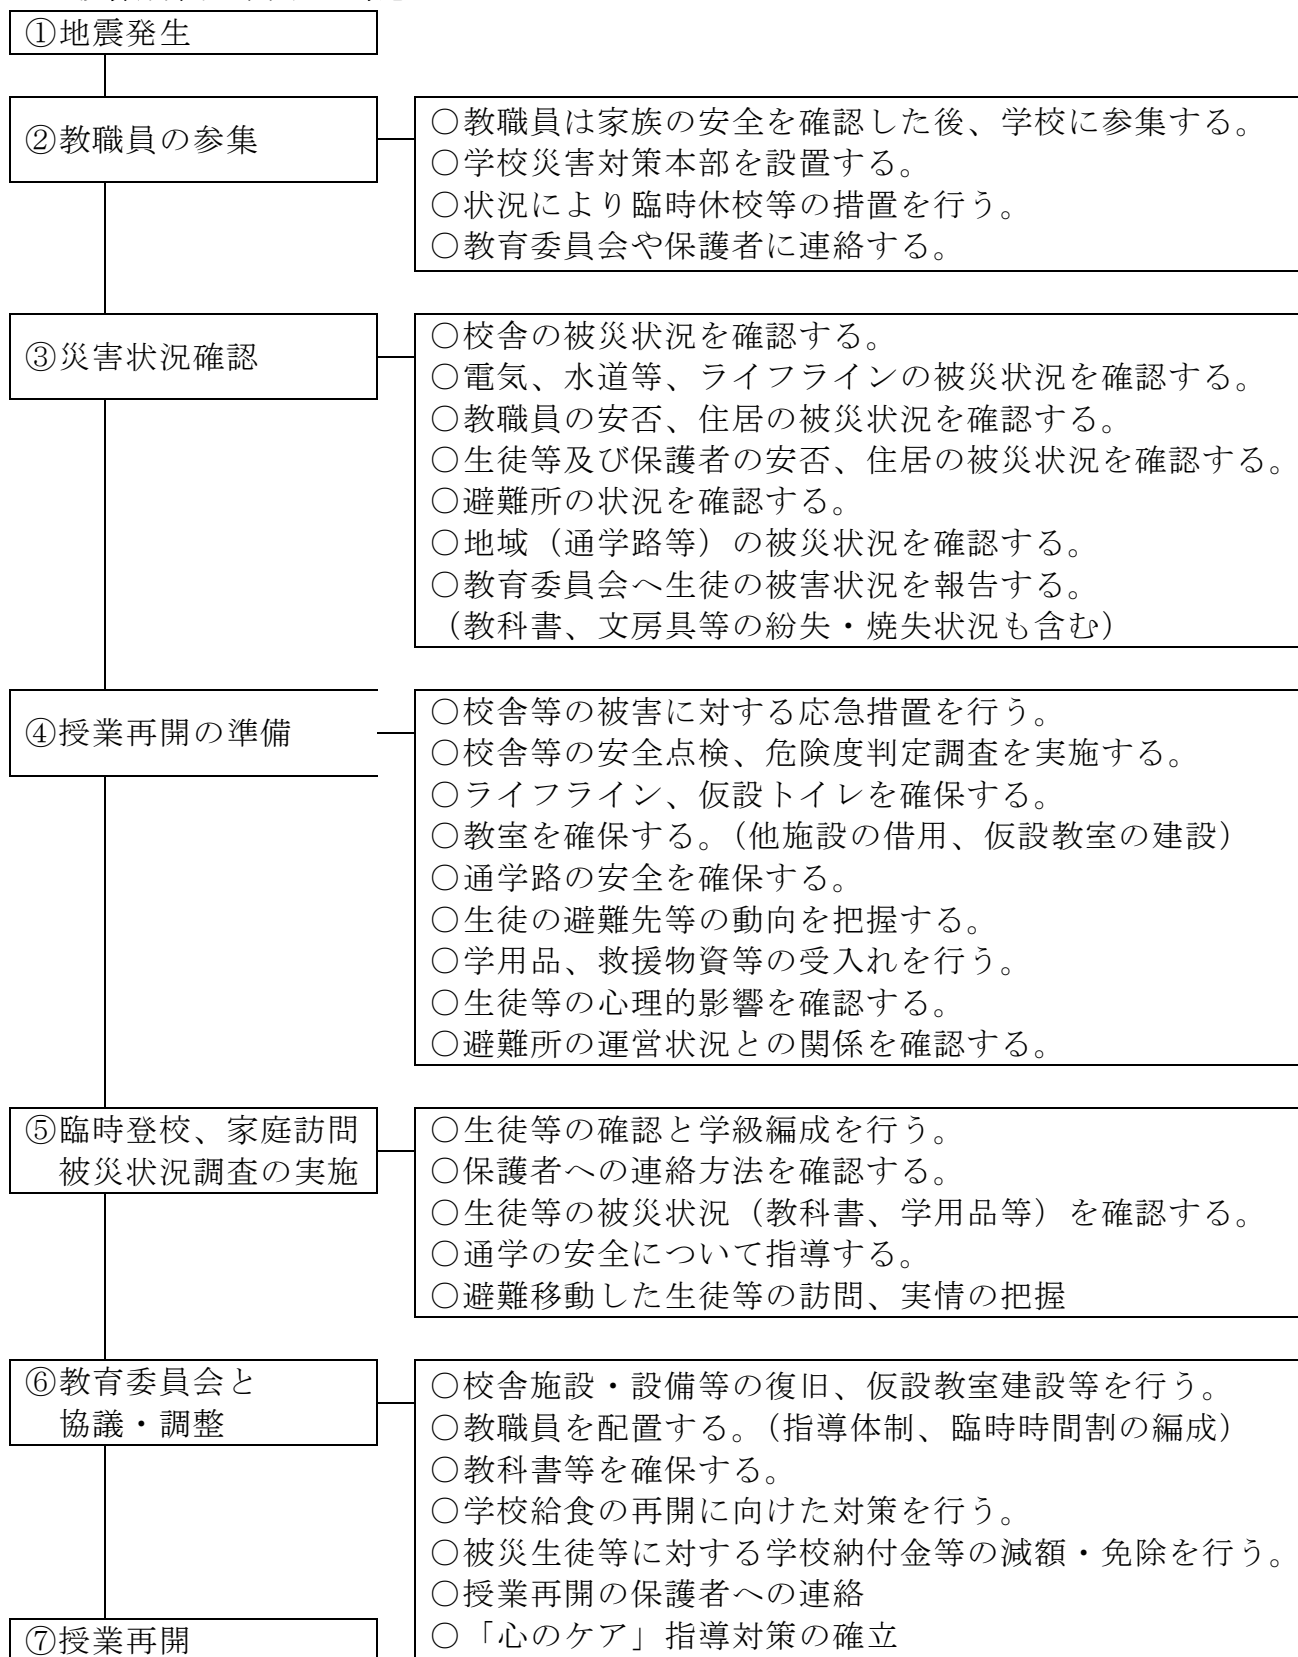 ①地震発生
②教職員の参集
○教職員は家族の安全を確認した後、学校に参集する。
○学校災害対策本部を設置する。
○状況により臨時休校等の措置を行う。
○教育委員会や保護者に連絡する。
③災害状況確認
○校舎の被災状況を確認する。
○電気、水道等、ライフラインの被災状況を確認する。
○教職員の安否、住居の被災状況を確認する。
○生徒等及び保護者の安否、住居の被災状況を確認する。
○避難所の状況を確認する。
○地域（通学路等）の被災状況を確認する。
○教育委員会へ生徒の被害状況を報告する。
（教科書、文房具等の紛失・焼失状況も含む）
④授業再開の準備
○校舎等の被害に対する応急措置を行う。
○校舎等の安全点検、危険度判定調査を実施する。
○ライフライン、仮設トイレを確保する。
○教室を確保する。（他施設の借用、仮設教室の建設）
○通学路の安全を確保する。
○生徒の避難先等の動向を把握する。
○学用品、救援物資等の受入れを行う。
○生徒等の心理的影響を確認する。
○避難所の運営状況との関係を確認する。
⑤臨時登校、家庭訪問
被災状況調査の実施
○生徒等の確認と学級編成を行う。
○保護者への連絡方法を確認する。
○生徒等の被災状況（教科書、学用品等）を確認する。
○通学の安全について指導する。
○避難移動した生徒等の訪問、実情の把握
⑥教育委員会と
協議・調整
○校舎施設・設備等の復旧、仮設教室建設等を行う。
○教職員を配置する。（指導体制、臨時時間割の編成）
○教科書等を確保する。
○学校給食の再開に向けた対策を行う。
○被災生徒等に対する学校納付金等の減額・免除を行う。
○授業再開の保護者への連絡
○「心のケア」指導対策の確立
⑦授業再開